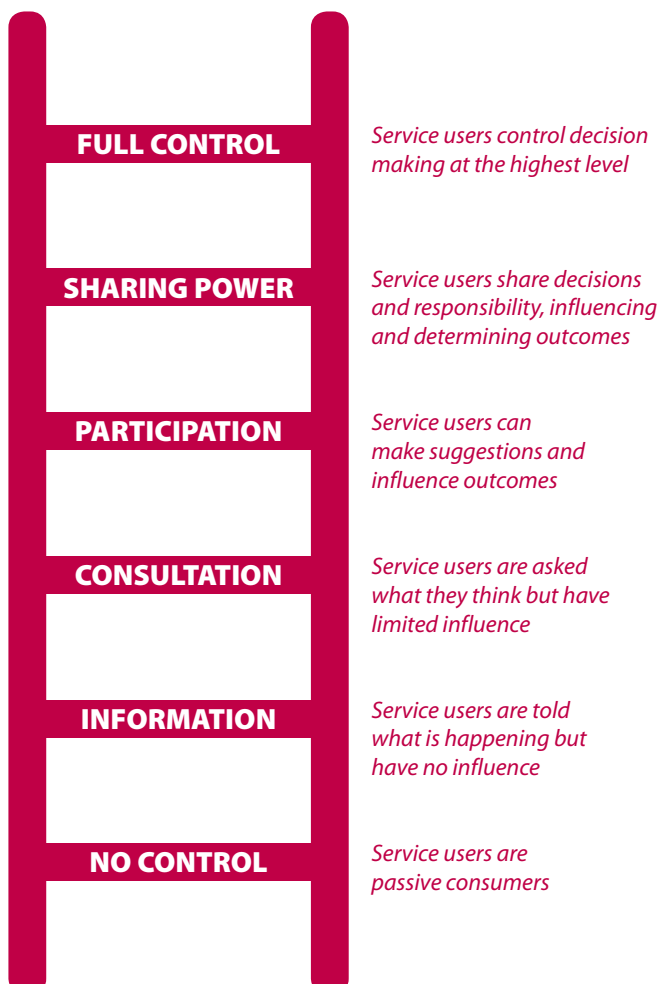 FULL CONTROL
Service users control decision
making at the highest level
SHARING POWER
Service users share decisions
and responsibility, influencing
and determining outcomes
PARTICIPATION
Service users can
make suggestions and
influence outcomes
CONSULTATION
Service users are asked
what they think but have
limited influence
INFORMATION
Service users are told
what is happening but
have no influence
NO CONTROL
Service users are
passive consumers